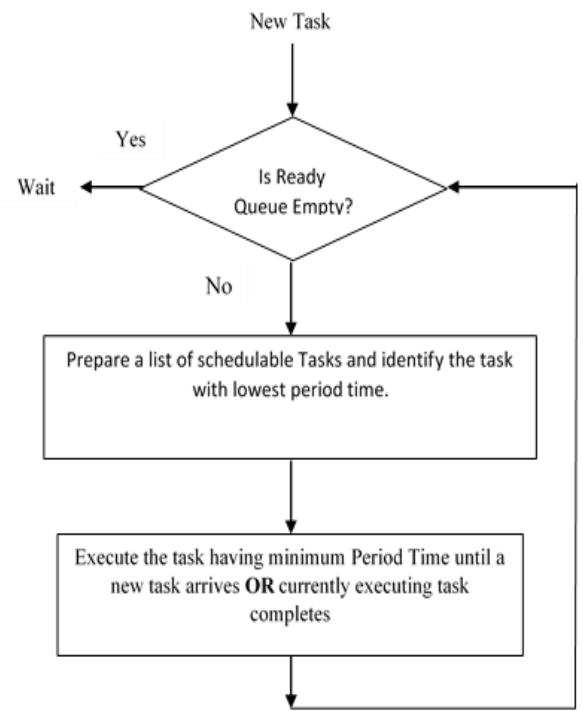 New Task
Yes
Wait
Is Ready
Queue Empty?
No
Prepare a list of schedulable Tasks and identify the task
with lowest period time.
Execute the task having minimum Period Time until a
new task arrives OR currently executing task
completes